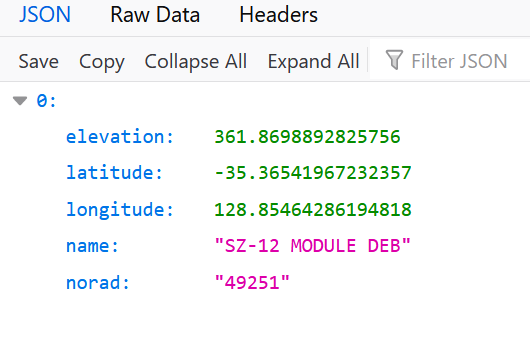 JSON Raw Data Headers
Save Copy Collapse All Expand All Filter JSON
0:
elevation: 361.8698892825756
latitude: -35.36541967232357
longitude: 128.85464286194818
name: "SZ-12 MODULE DEB"
norad: "49251"